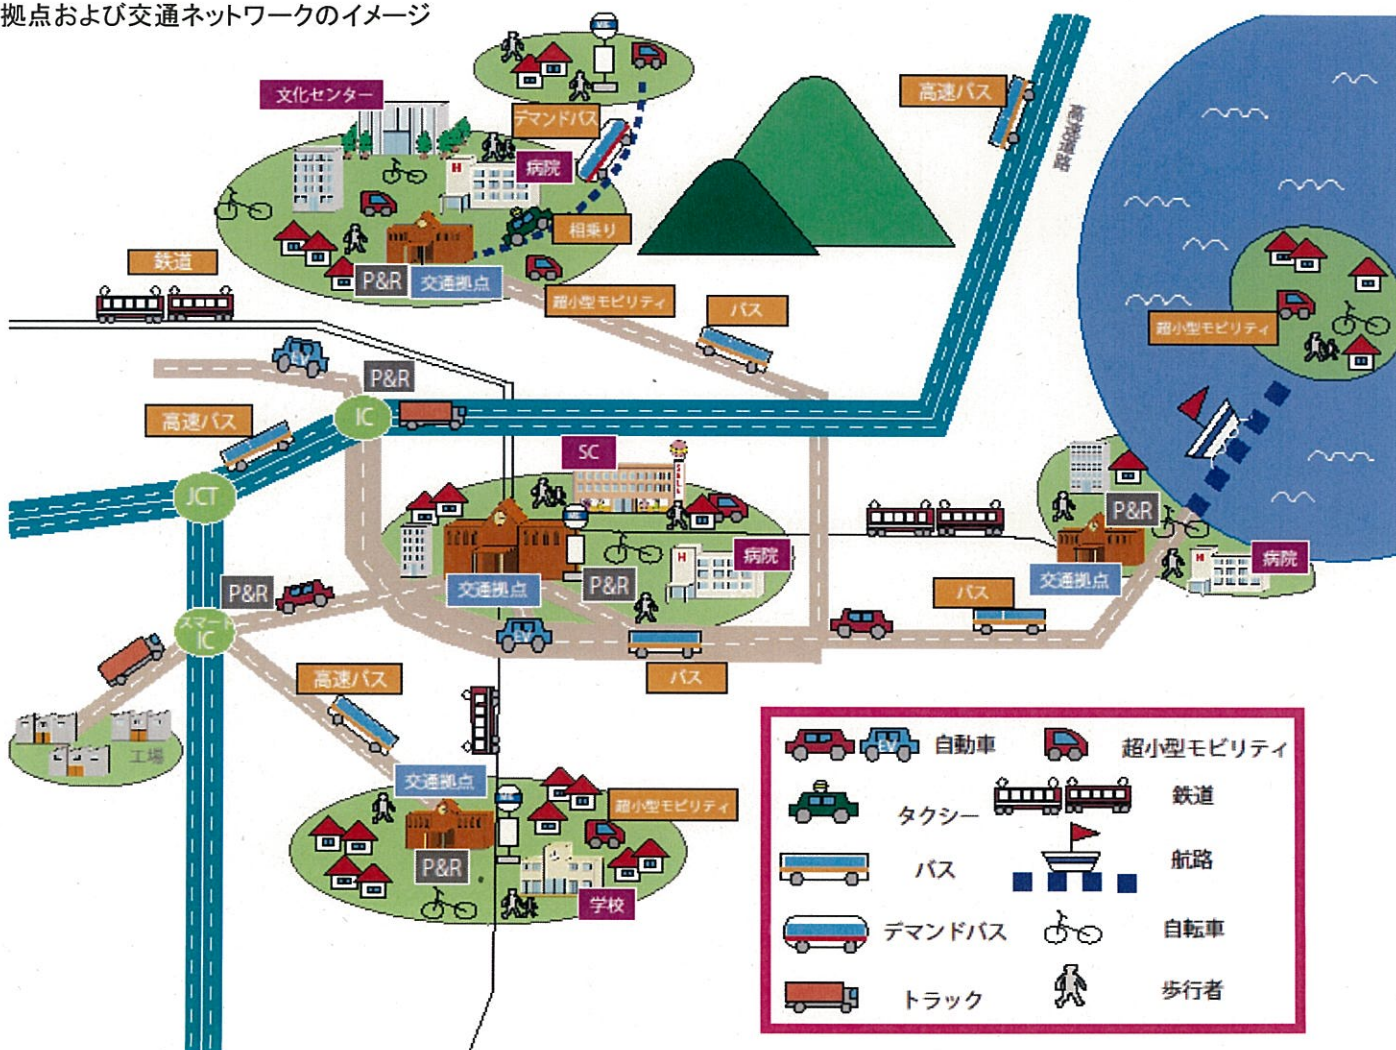 拠点および交通ネットワークのイメージ
文化センター
デマンドバス
病院
相乗り
高速バス
高速道路
鉄道
P&R
交通拠点
超小型モビリティ
バス
超小型モビリティ
EV
P&R
IC
高速バス
JCT
SC
SALE
病院
P&R
交通拠点
病院
交通拠点
P&R
バス
P&R
スマート
IC
EV
バス
高速バス
工場
交通拠点
超小型モビリティ
P&R
学校
EV
自動車
超小型モビリティ
タクシー
鉄道
バス
航路
デマンドバス
自転車
トラック
歩行者